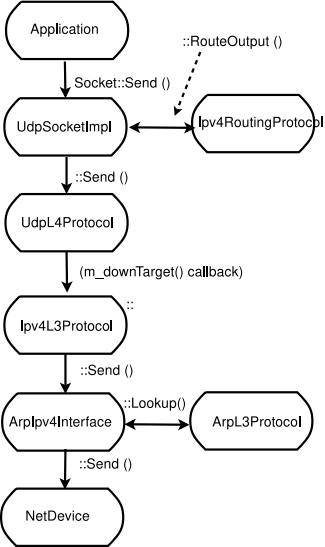 Application
::RouteOutput ()
Socket::Send ()
UdpSocketImpl
Ipv4RoutingProtocol
::Send ()
UdpL4Protocol
(m_downTarget() callback)
::
Ipv4L3Protocol
::Send ()
::Lookup()
ArpIpv4Interface
ArpL3Protocol
::Send ()
NetDevice